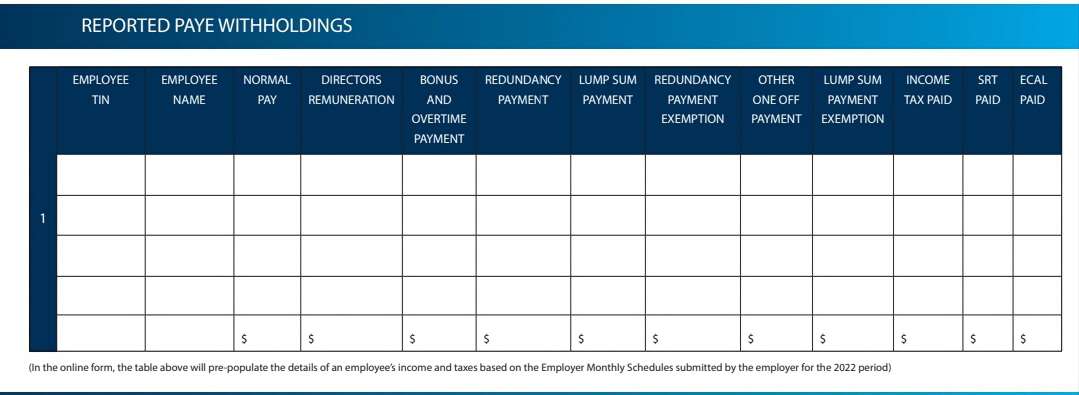 REPORTED PAYE WITHHOLDINGS
EMPLOYEE TIN
EMPLOYEE NAME
NORMAL PAY
DIRECTORS REMUNERATION
BONUS AND OVERTIME PAYMENT
REDUNDANCY PAYMENT
LUMP SUM PAYMENT
REDUNDANCY PAYMENT EXEMPTION
OTHER ONE OFF PAYMENT
LUMP SUM PAYMENT EXEMPTION
INCOME TAX PAID
SRT PAID
ECAL PAID
1
$ $ $ $ $ $ $ $ $ $ $
(In the online form, the table above will pre-populate the details of an employee's income and taxes based on the Employer Monthly Schedules submitted by the employer for the 2022 period)